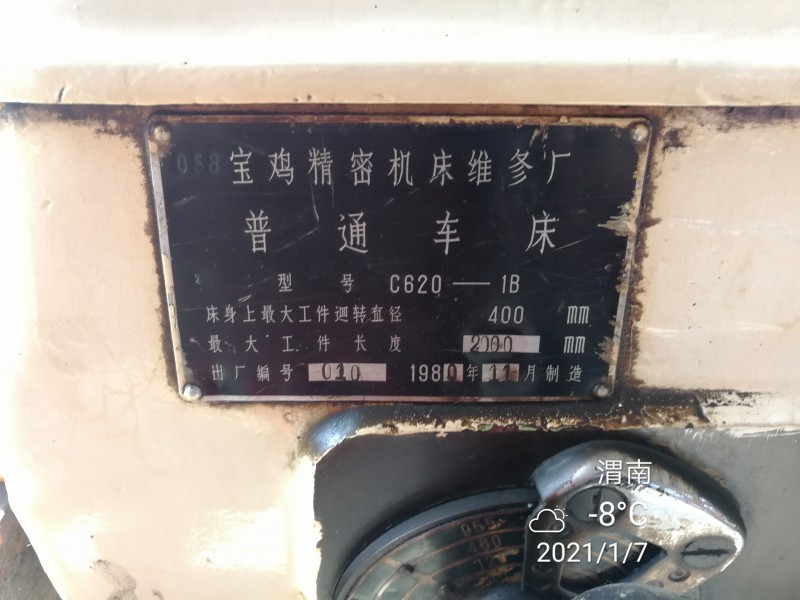 068 宝鸡精密机床维修厂
普通车床
型号 C620—1B
床身上最大工件迴转直径 400 mm
最大工件长度 2000 mm
出厂编号 010 1980年11月制造
960
480
渭南
-8°C
2021/1/7